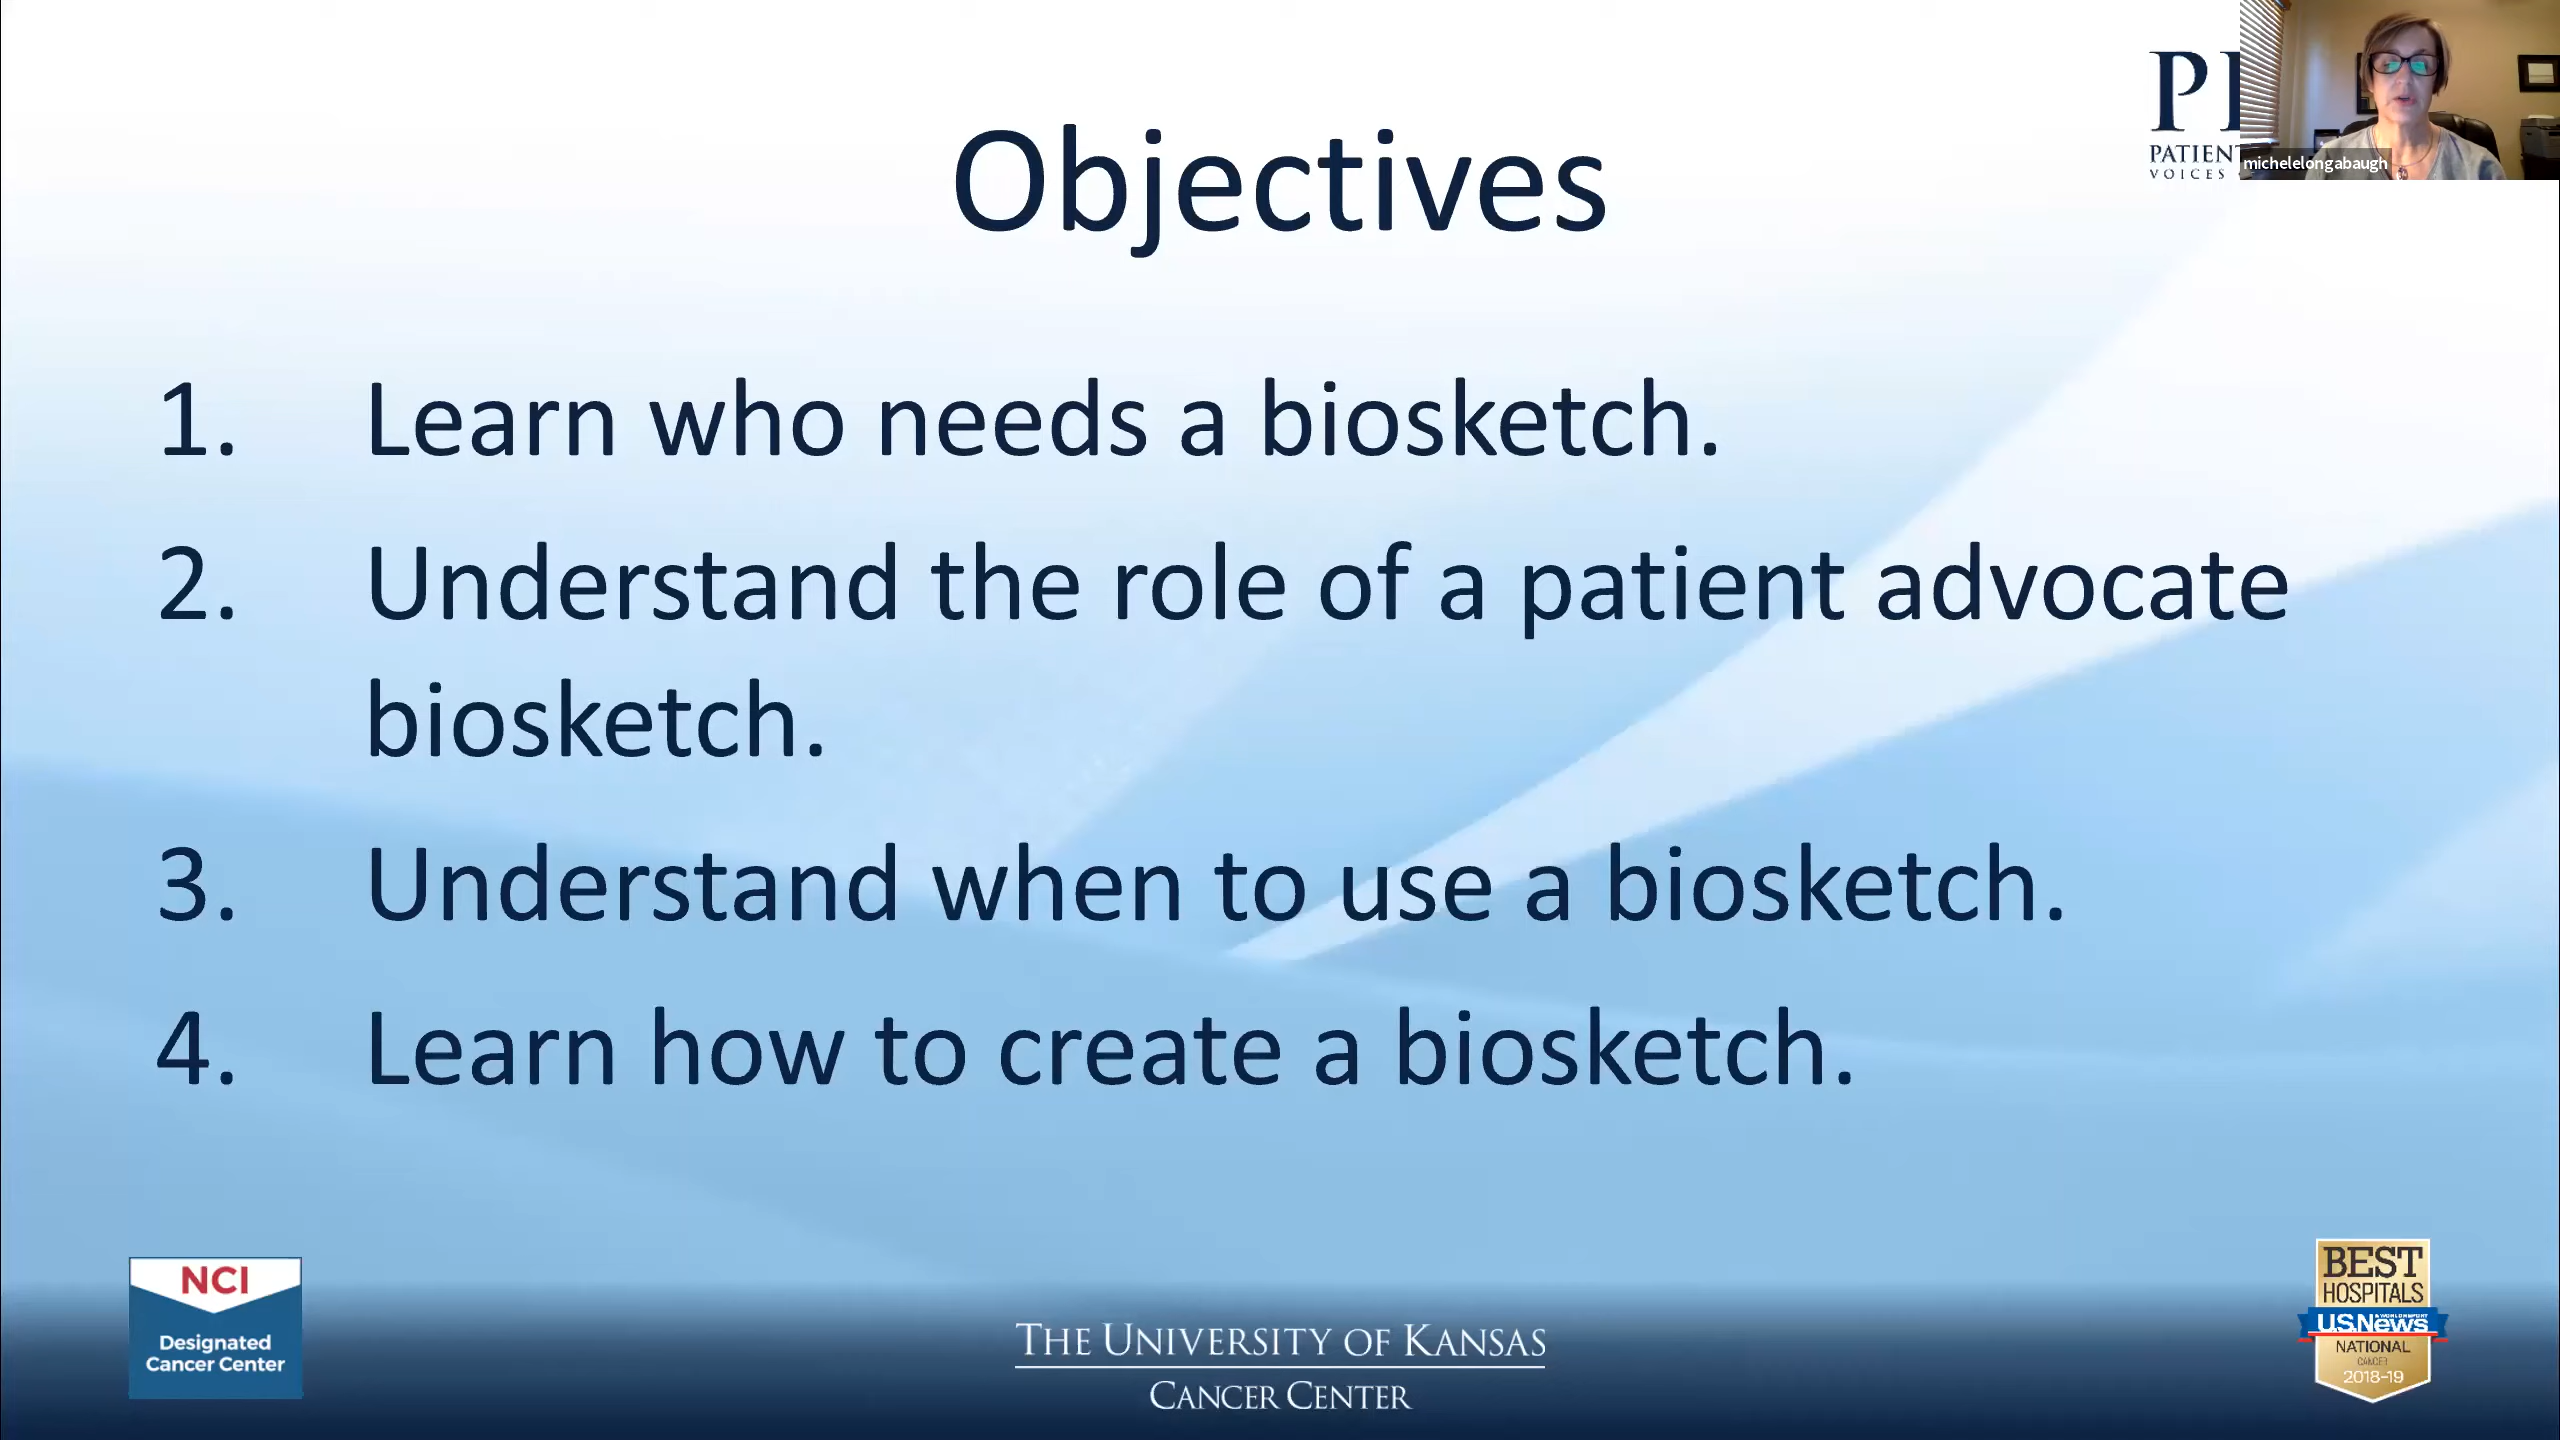 Objectives
PATIENT
VOICES
michelelongabaugh
1. Learn who needs a biosketch.
2. Understand the role of a patient advocate
biosketch.
3. Understand when to use a biosketch.
4. Learn how to create a biosketch.
NCI
Designated
Cancer Center
THE UNIVERSITY OF KANSAS
CANCER CENTER
BEST
HOSPITALS
U.S.News
NATIONAL
CANCER
2018-19